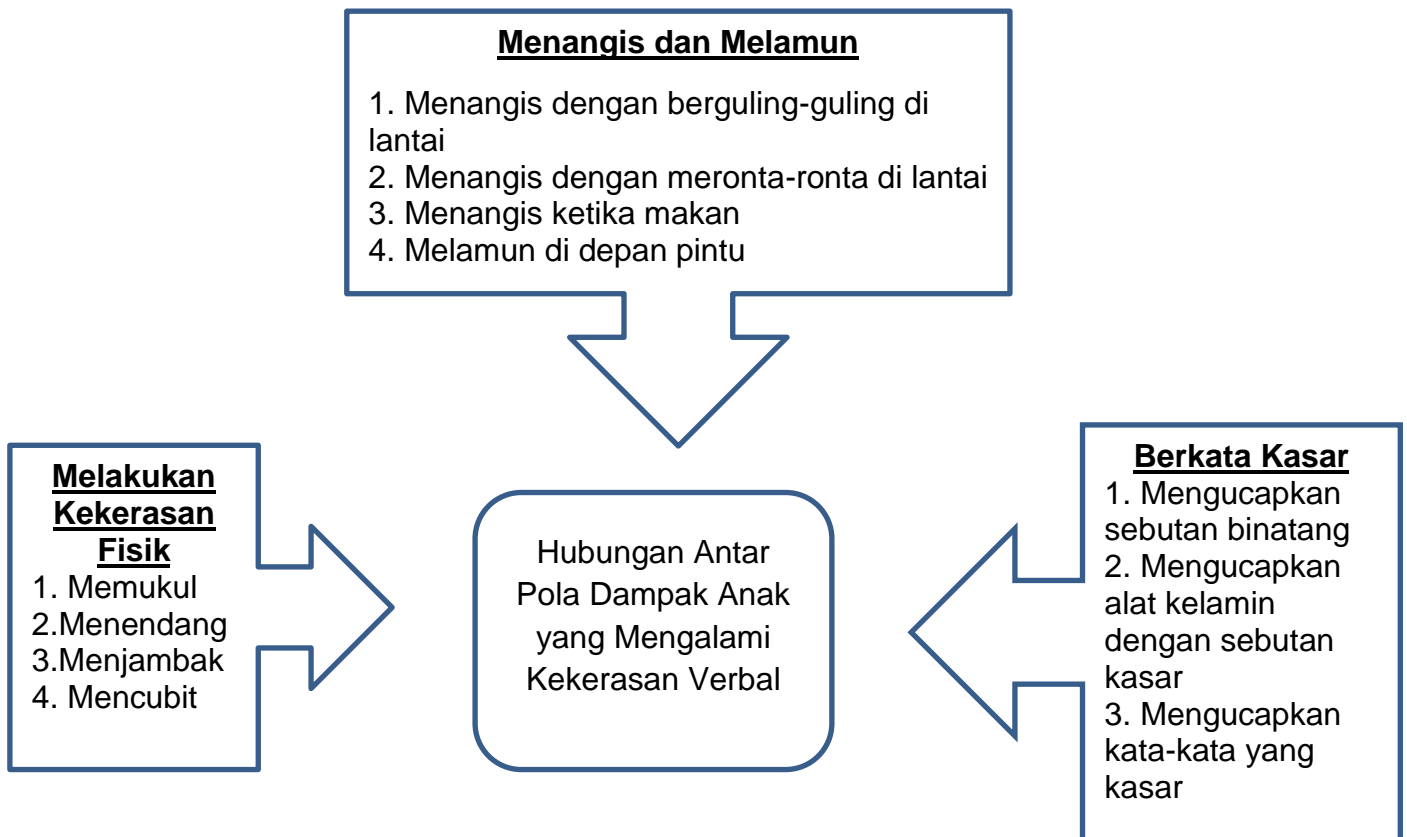 Menangis dan Melamun
1. Menangis dengan berguling-guling di
lantai
2. Menangis dengan meronta-ronta di lantai
3. Menangis ketika makan
4. Melamun di depan pintu
Melakukan
Kekerasan
Fisik
1. Memukul
2.Menendang
3.Menjambak
4. Mencubit
Hubungan Antar
Pola Dampak Anak
yang Mengalami
Kekerasan Verbal
Berkata Kasar
1. Mengucapkan
sebutan binatang
2. Mengucapkan
alat kelamin
dengan sebutan
kasar
3. Mengucapkan
kata-kata yang
kasar